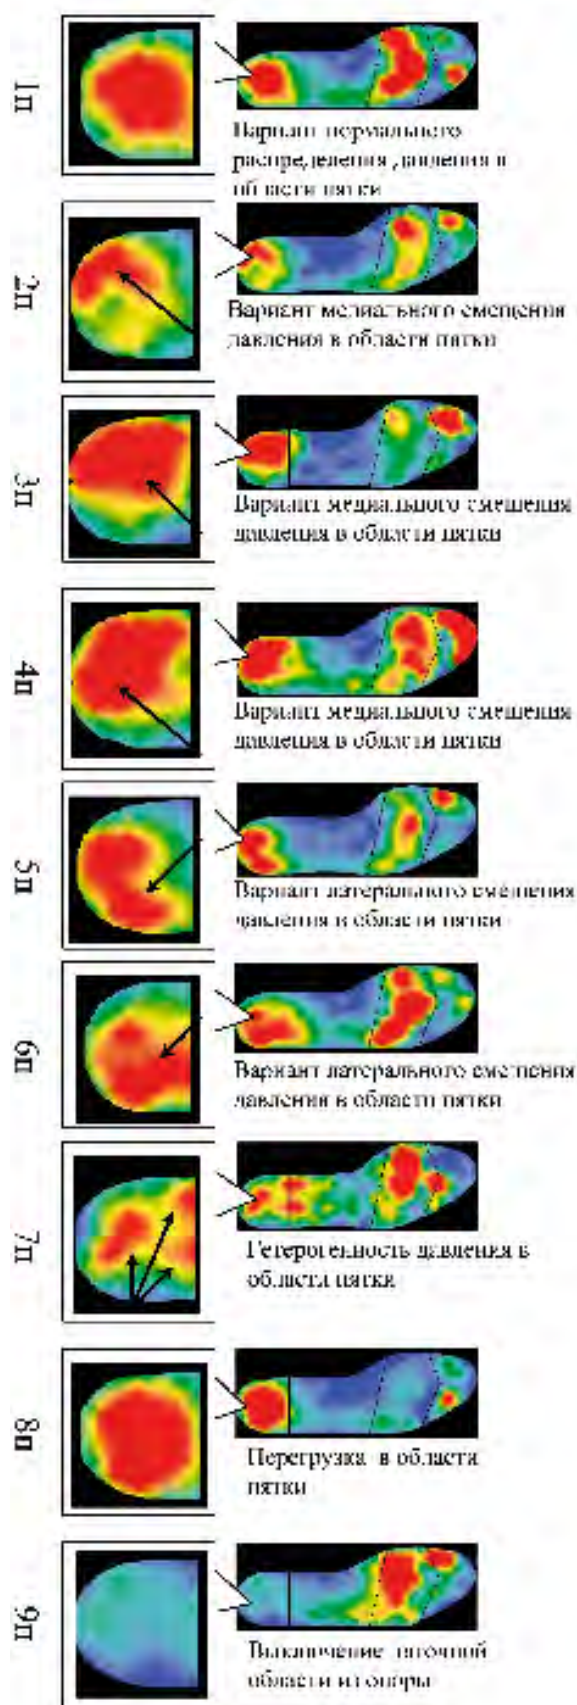 1п
Вариант нормального
распределения давления в
области пятки
2п
Вариант медиального смещения
давления в области пятки
3п
Вариант медиального смещения
давления в области пятки
4п
Вариант медиального смещения
давления в области пятки
5п
Вариант латерального смещения
давления в области пятки
6п
Вариант латерального смещения
давления в области пятки
7п
Гетерогенность давления в
области пятки
8п
Перегрузка в области
пятки
9п
Выключение пяточной
области из опоры